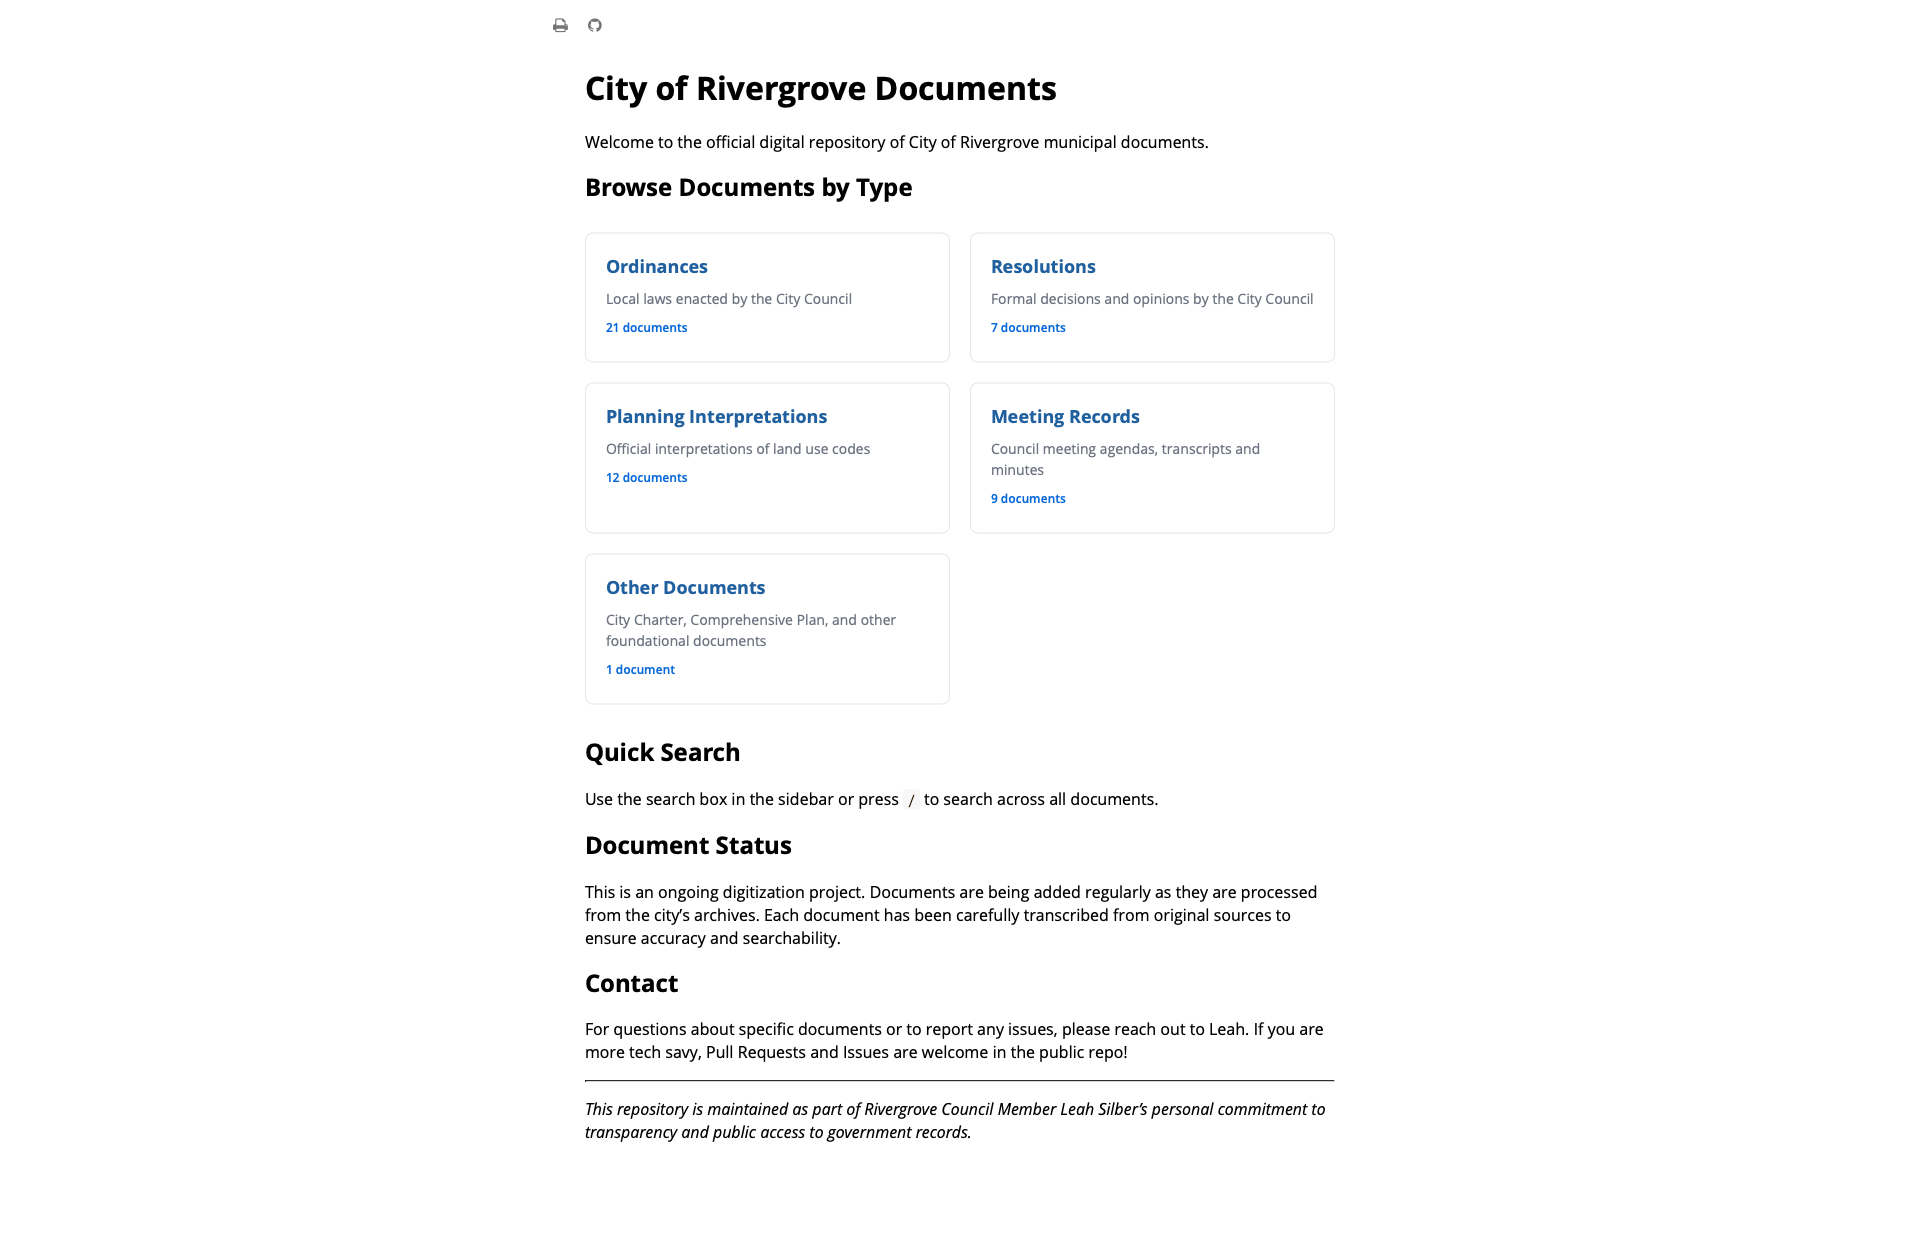 City of Rivergrove Documents
Welcome to the official digital repository of City of Rivergrove municipal documents.
Browse Documents by Type
Ordinances
Local laws enacted by the City Council
21 documents
Resolutions
Formal decisions and opinions by the City Council
7 documents
Planning Interpretations
Official interpretations of land use codes
12 documents
Meeting Records
Council meeting agendas, transcripts and
minutes
9 documents
Other Documents
City Charter, Comprehensive Plan, and other
foundational documents
1 document
Quick Search
Use the search box in the sidebar or press / to search across all documents.
Document Status
This is an ongoing digitization project. Documents are being added regularly as they are processed
from the city’s archives. Each document has been carefully transcribed from original sources to
ensure accuracy and searchability.
Contact
For questions about specific documents or to report any issues, please reach out to Leah. If you are
more tech savy, Pull Requests and Issues are welcome in the public repo!
This repository is maintained as part of Rivergrove Council Member Leah Silber’s personal commitment to
transparency and public access to government records.